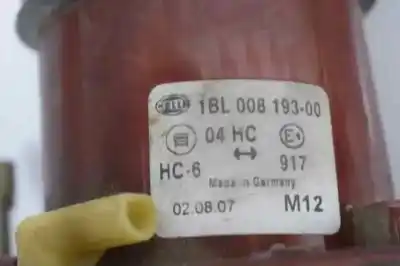 HELLA 1BL 008 193-00
04 HC E1
HC-6 917
Made in Germany
02.08.07 M12